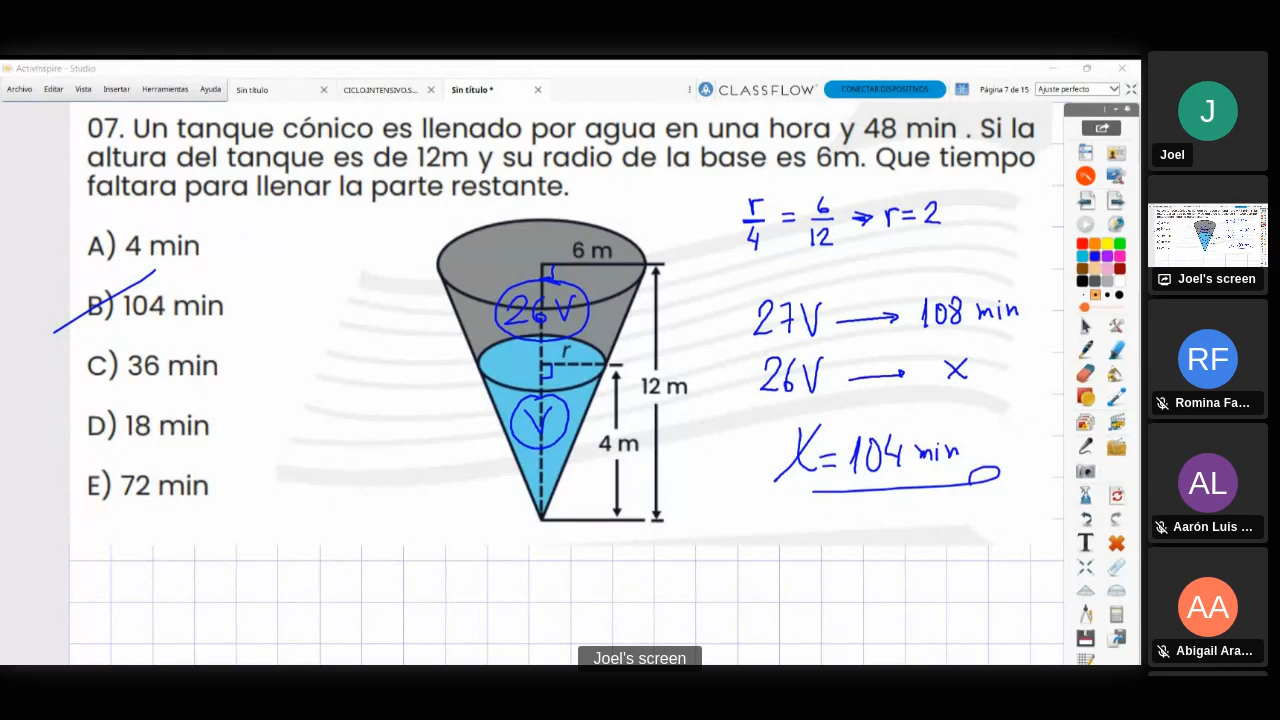 ActivInspire - Studio
Archivo Editar Vista Insertar Herramientas Ayuda
Sin título
CICLO.INTENSIVO.S...
Sin título *
CLASSFLOW
CONECTAR DISPOSITIVOS
Página 7 de 15
Ajuste perfecto
07. Un tanque cónico es llenado por agua en una hora y 48 min . Si la
altura del tanque es de 12m y su radio de la base es 6m. Que tiempo
faltara para llenar la parte restante.
A) 4 min
B) 104 min
C) 36 min
D) 18 min
E) 72 min
6 m
26V
r
V
12 m
4 m
r/4 = 6/12 → r=2
27V → 108 min
26V → x
X = 104 min
Joel's screen
J
Joel
Joel's screen
RF
Romina Fa...
AL
Aarón Luis ...
AA
Abigail Ara...